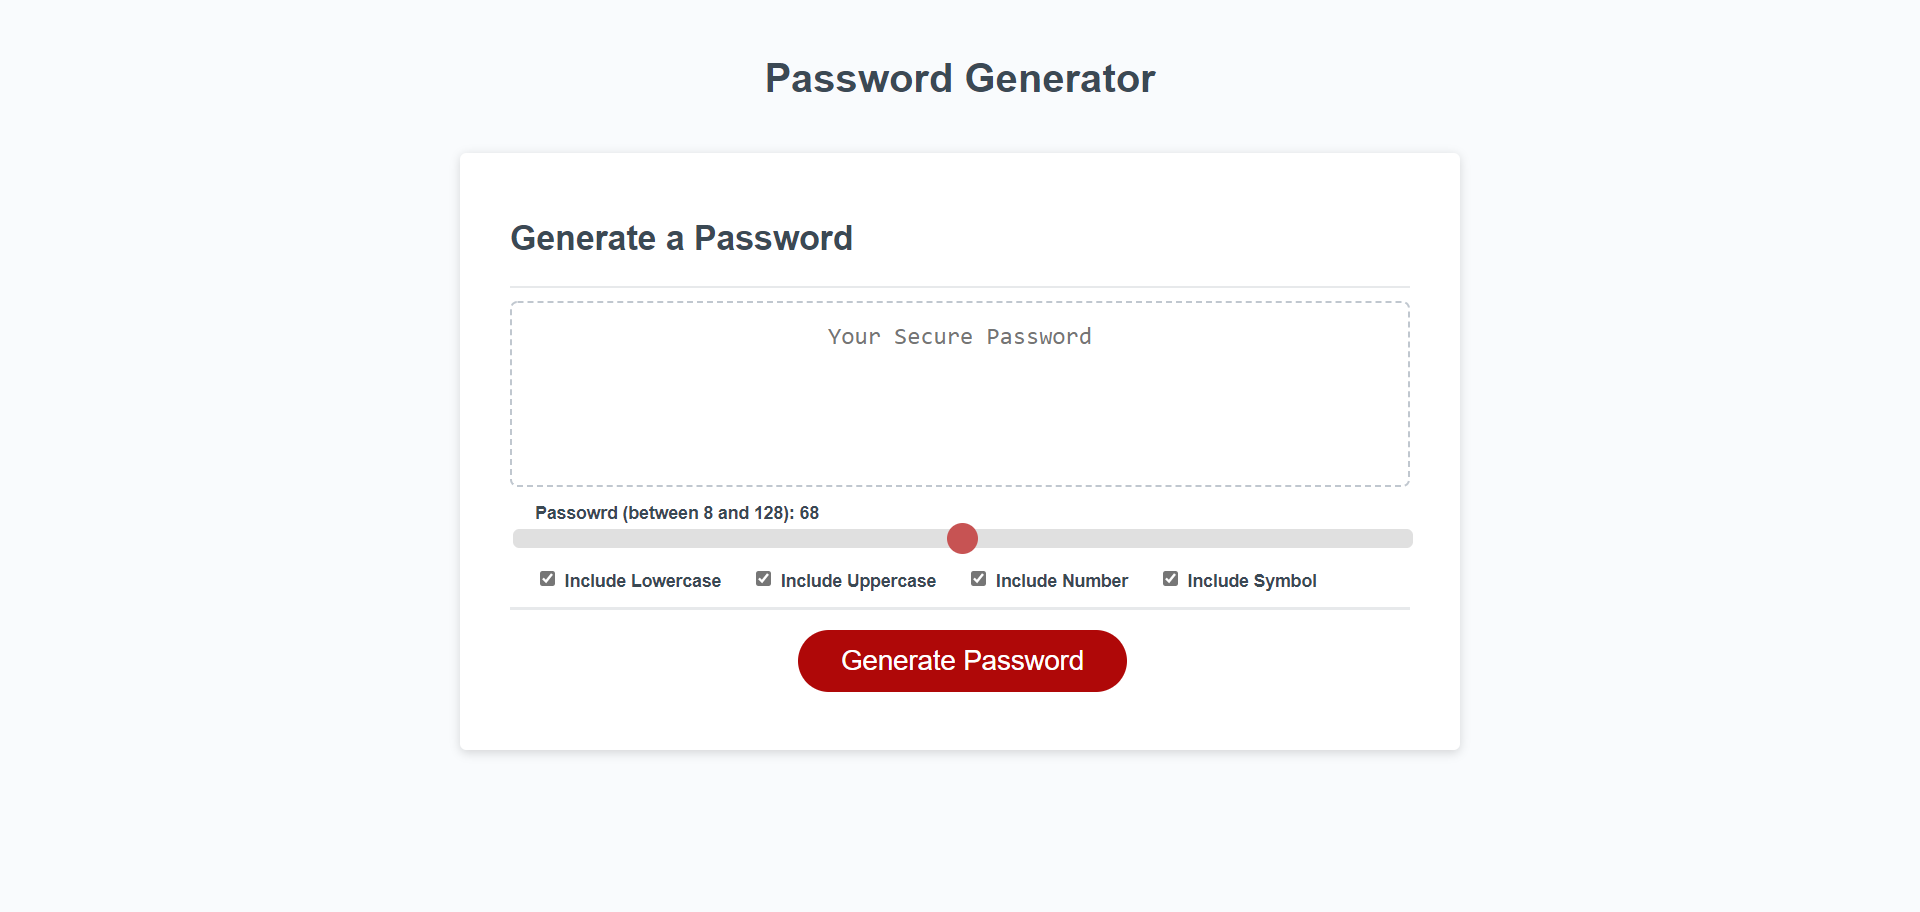 Password Generator
Generate a Password
Your Secure Password
Passowrd (between 8 and 128): 68
Include Lowercase Include Uppercase Include Number Include Symbol
Generate Password